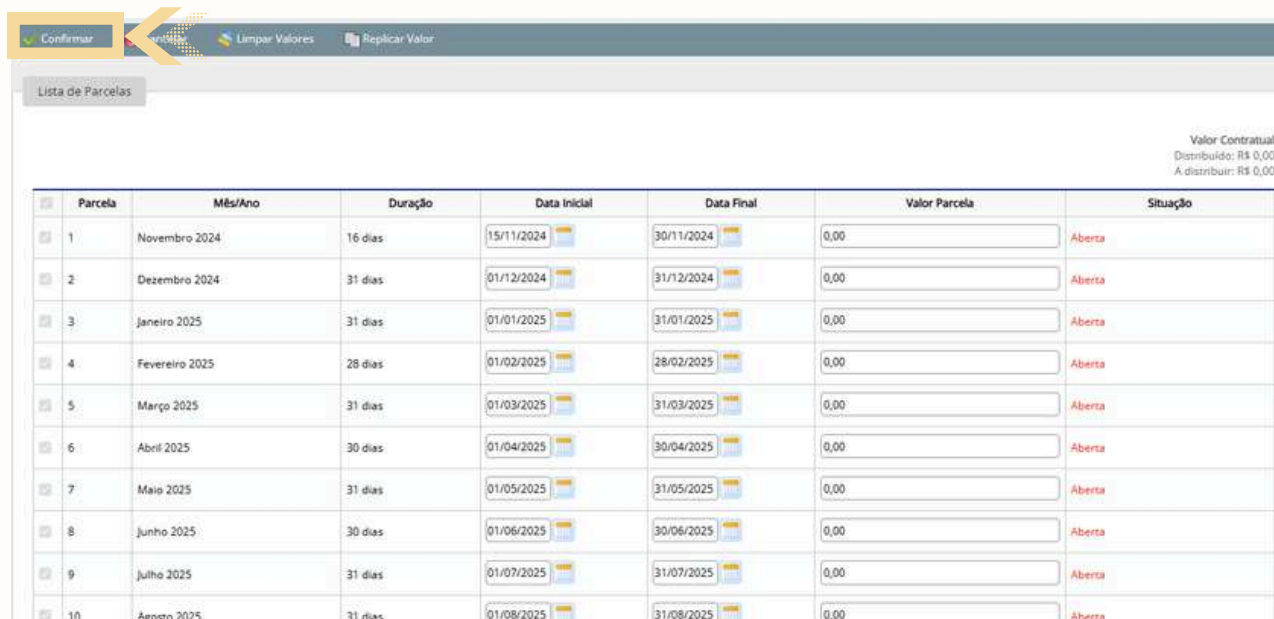 Confirmar Cancelar Limpar Valores Replicar Valor
Lista de Parcelas
Valor Contratual
Distribuído: R$ 0,00
A distribuir: R$ 0,00
Parcela Mês/Ano Duração Data Inicial Data Final Valor Parcela Situação
1 Novembro 2024 16 dias 15/11/2024 30/11/2024 0,00 Aberta
2 Dezembro 2024 31 dias 01/12/2024 31/12/2024 0,00 Aberta
3 Janeiro 2025 31 dias 01/01/2025 31/01/2025 0,00 Aberta
4 Fevereiro 2025 28 dias 01/02/2025 28/02/2025 0,00 Aberta
5 Março 2025 31 dias 01/03/2025 31/03/2025 0,00 Aberta
6 Abril 2025 30 dias 01/04/2025 30/04/2025 0,00 Aberta
7 Maio 2025 31 dias 01/05/2025 31/05/2025 0,00 Aberta
8 Junho 2025 30 dias 01/06/2025 30/06/2025 0,00 Aberta
9 Julho 2025 31 dias 01/07/2025 31/07/2025 0,00 Aberta
10 Agosto 2025 31 dias 01/08/2025 31/08/2025 0,00 Aberta